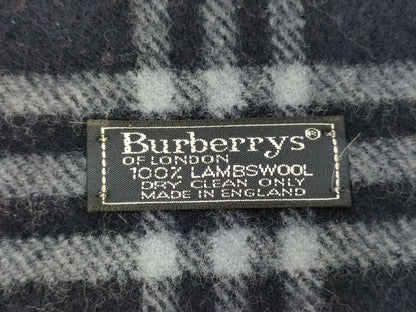 Burberrys®
OF LONDON
100% LAMBSWOOL
DRY CLEAN ONLY
MADE IN ENGLAND